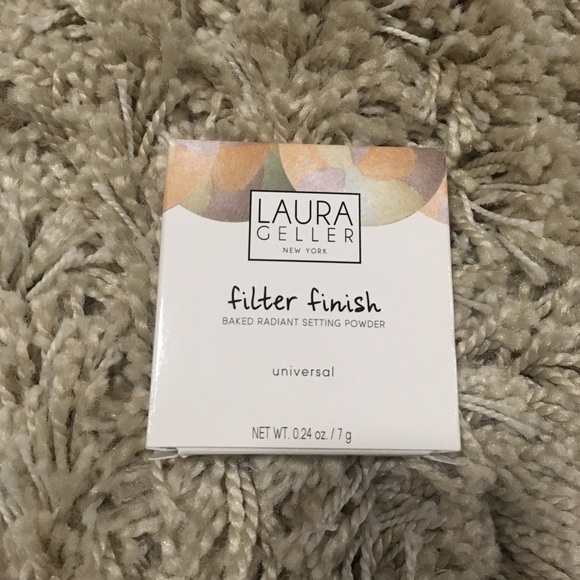 LAURA
GELLER
NEW YORK
filter finish
BAKED RADIANT SETTING POWDER
universal
NET WT. 0.24 oz. / 7 g